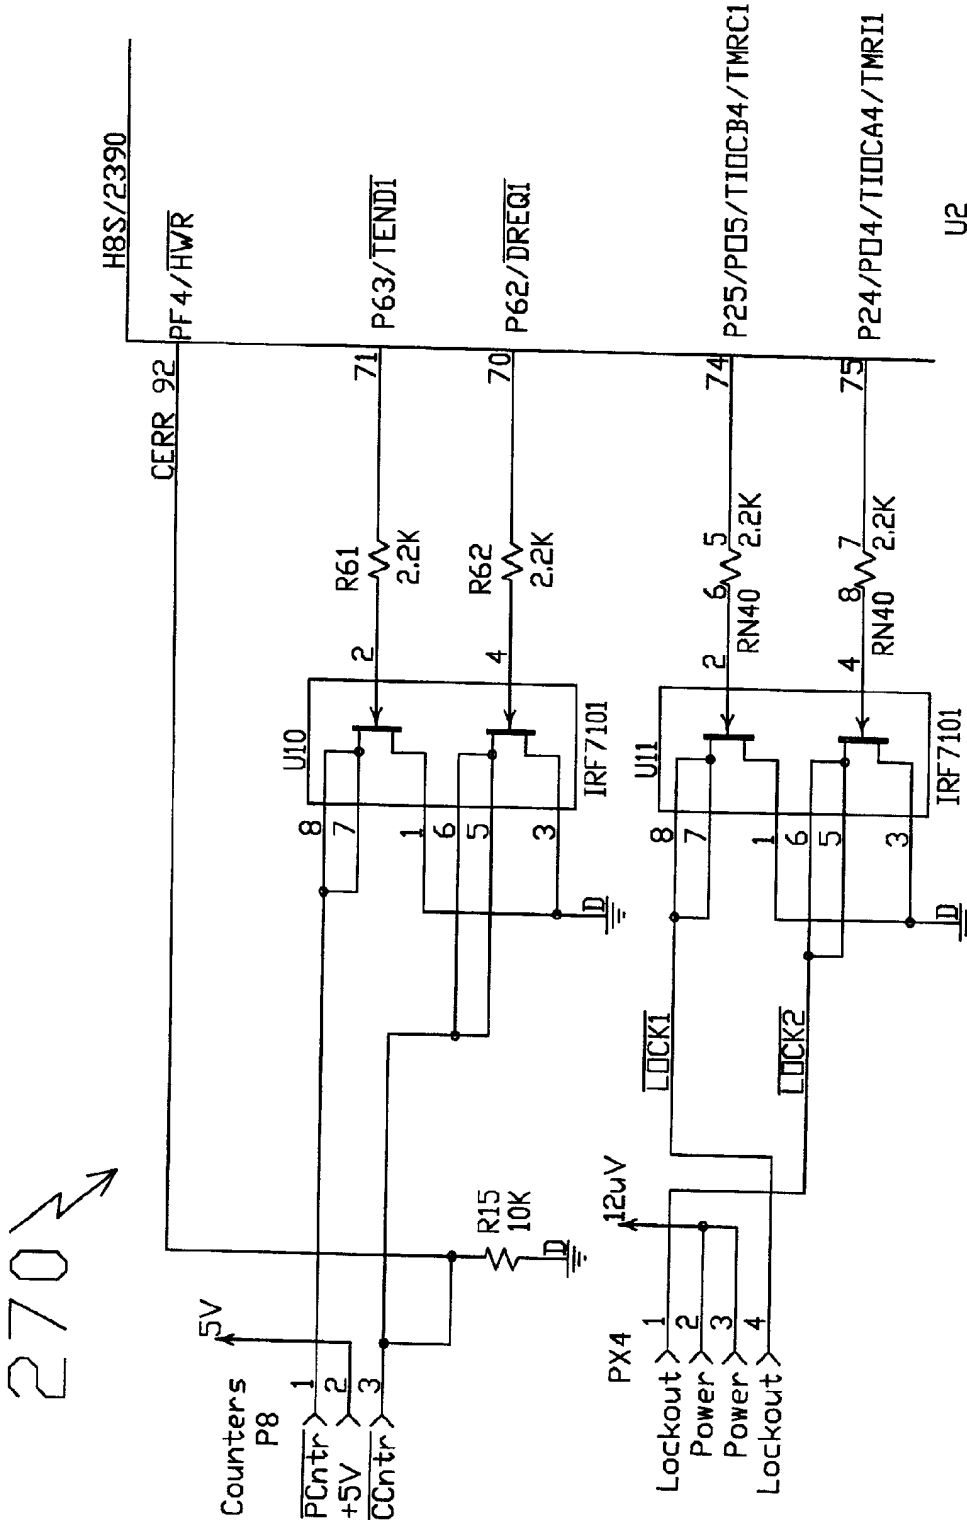 270
H8S/2390
CERR 92 PF4/HWR
R61
2.2K
71 P63/TEND1
R62
2.2K
70 P62/DREQ1
U10
8
7
1
6
5
3
2
4
IRF7101
D
Counters
P8
PCntr 1
+5V 2
CCntr 3
5V
R15
10K
D
RN40
6 5
2.2K
74 P25/PO5/TIOCB4/TMRC1
RN40
8 7
2.2K
75 P24/PO4/TIOCA4/TMRI1
U2
U11
8
7
1
6
5
3
2
4
IRF7101
D
LOCK1
LOCK2
12uV
PX4
Lockout 1
Power 2
Power 3
Lockout 4